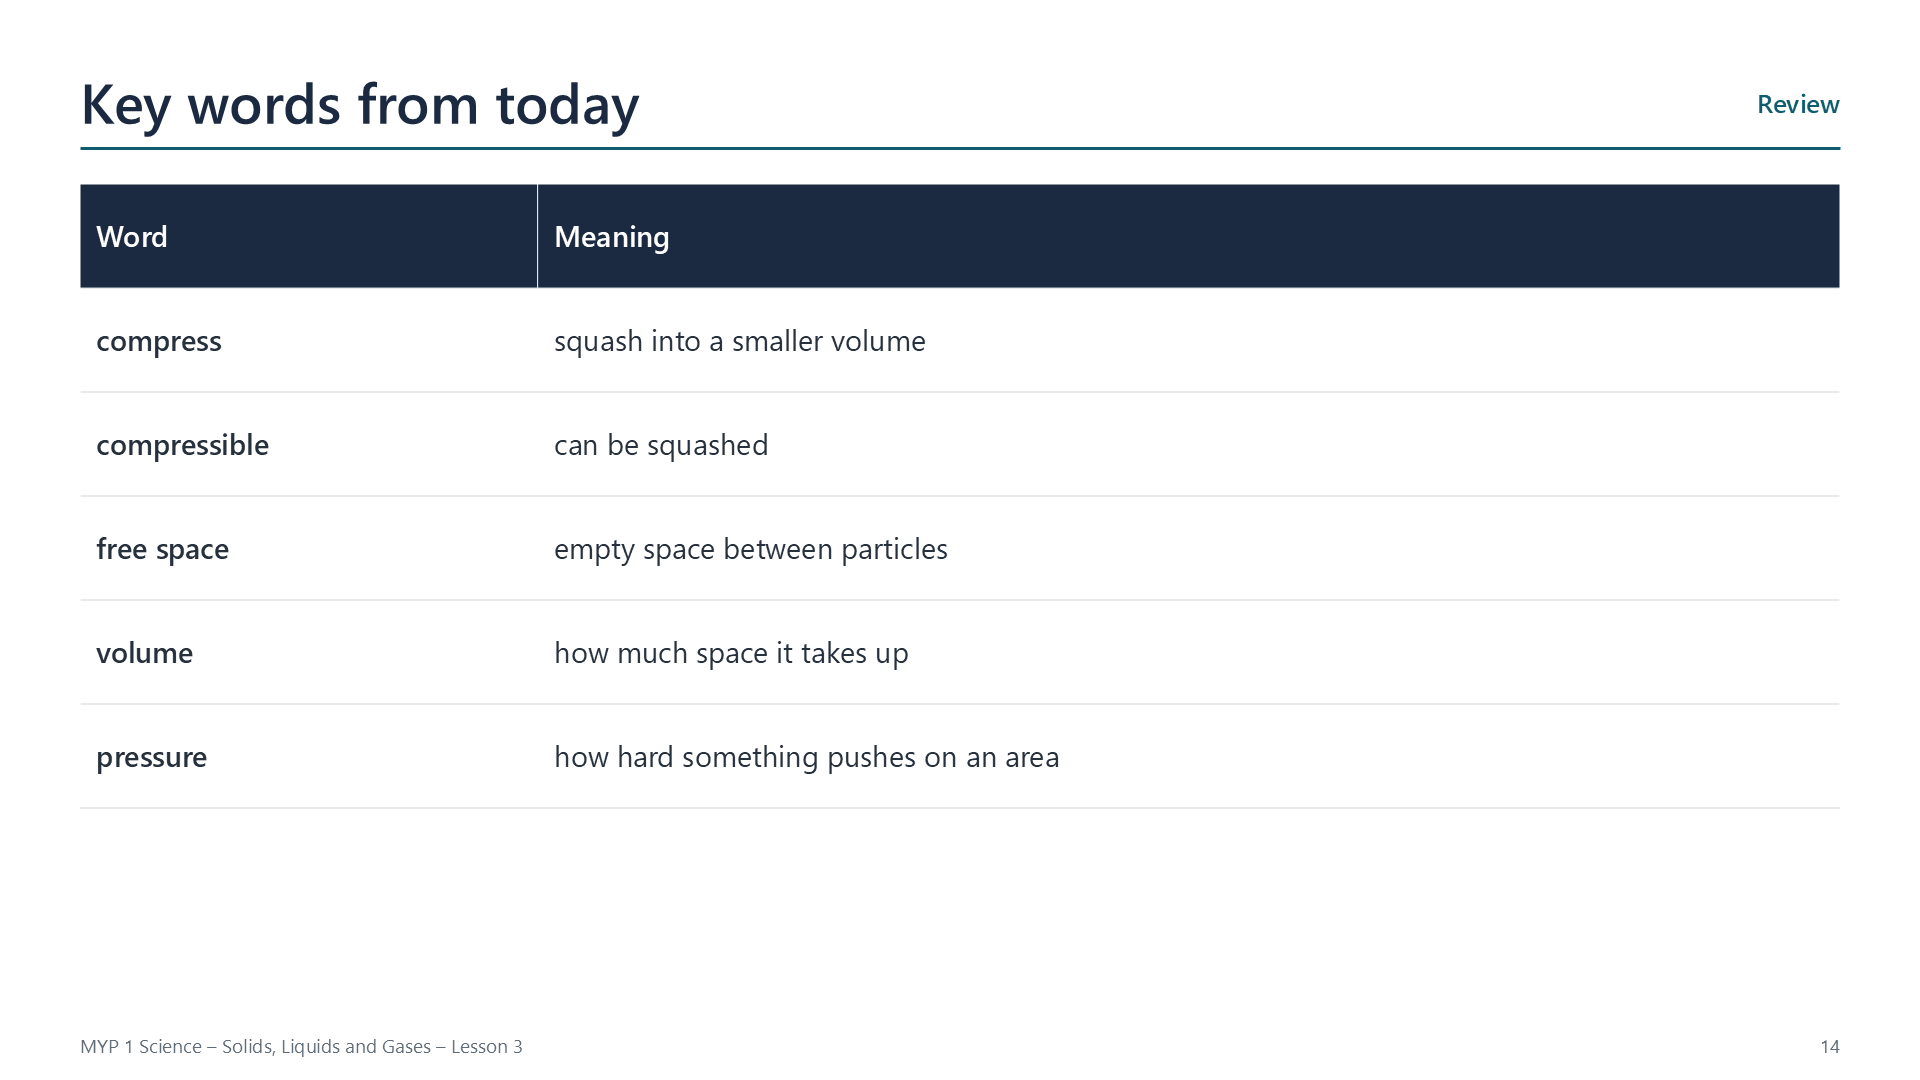 Key words from today
Review
Word Meaning
compress squash into a smaller volume
compressible can be squashed
free space empty space between particles
volume how much space it takes up
pressure how hard something pushes on an area
MYP 1 Science – Solids, Liquids and Gases – Lesson 3
14